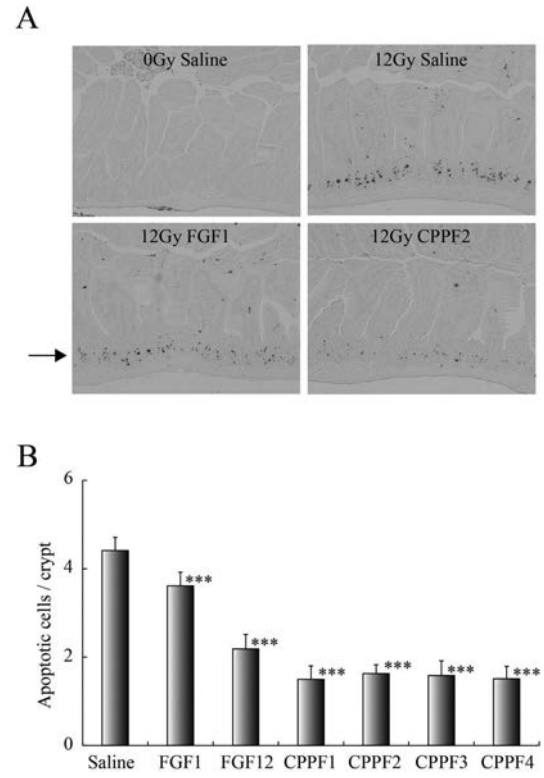 A
0Gy Saline
12Gy Saline
12Gy FGF1
12Gy CPPF2
B
Apoptotic cells / crypt
6
4
2
0
***
***
***
***
***
***
Saline
FGF1
FGF12
CPPF1
CPPF2
CPPF3
CPPF4